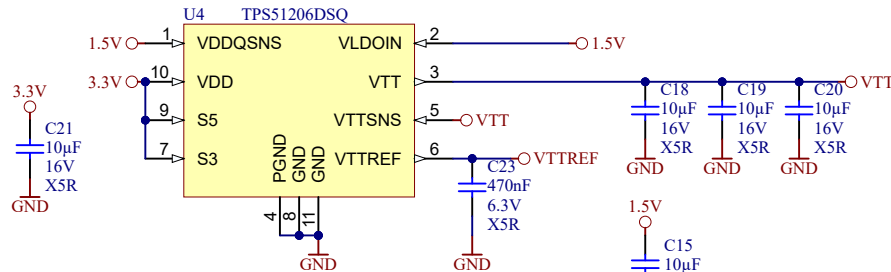 U4 TPS51206DSQ
1.5V 1 VDDQSNS VLDOIN 2 1.5V
3.3V 10 VDD VTT 3 VTT
9 S5 VTTSNS 5 VTT
7 S3 VTTREF 6 VTTREF
PGND
GND
GND
4
8
11
GND
3.3V
C21
10µF
16V
X5R
GND
C23
470nF
6.3V
X5R
GND
C18
10µF
16V
X5R
GND
C19
10µF
16V
X5R
GND
C20
10µF
16V
X5R
GND
1.5V
C15
10µF